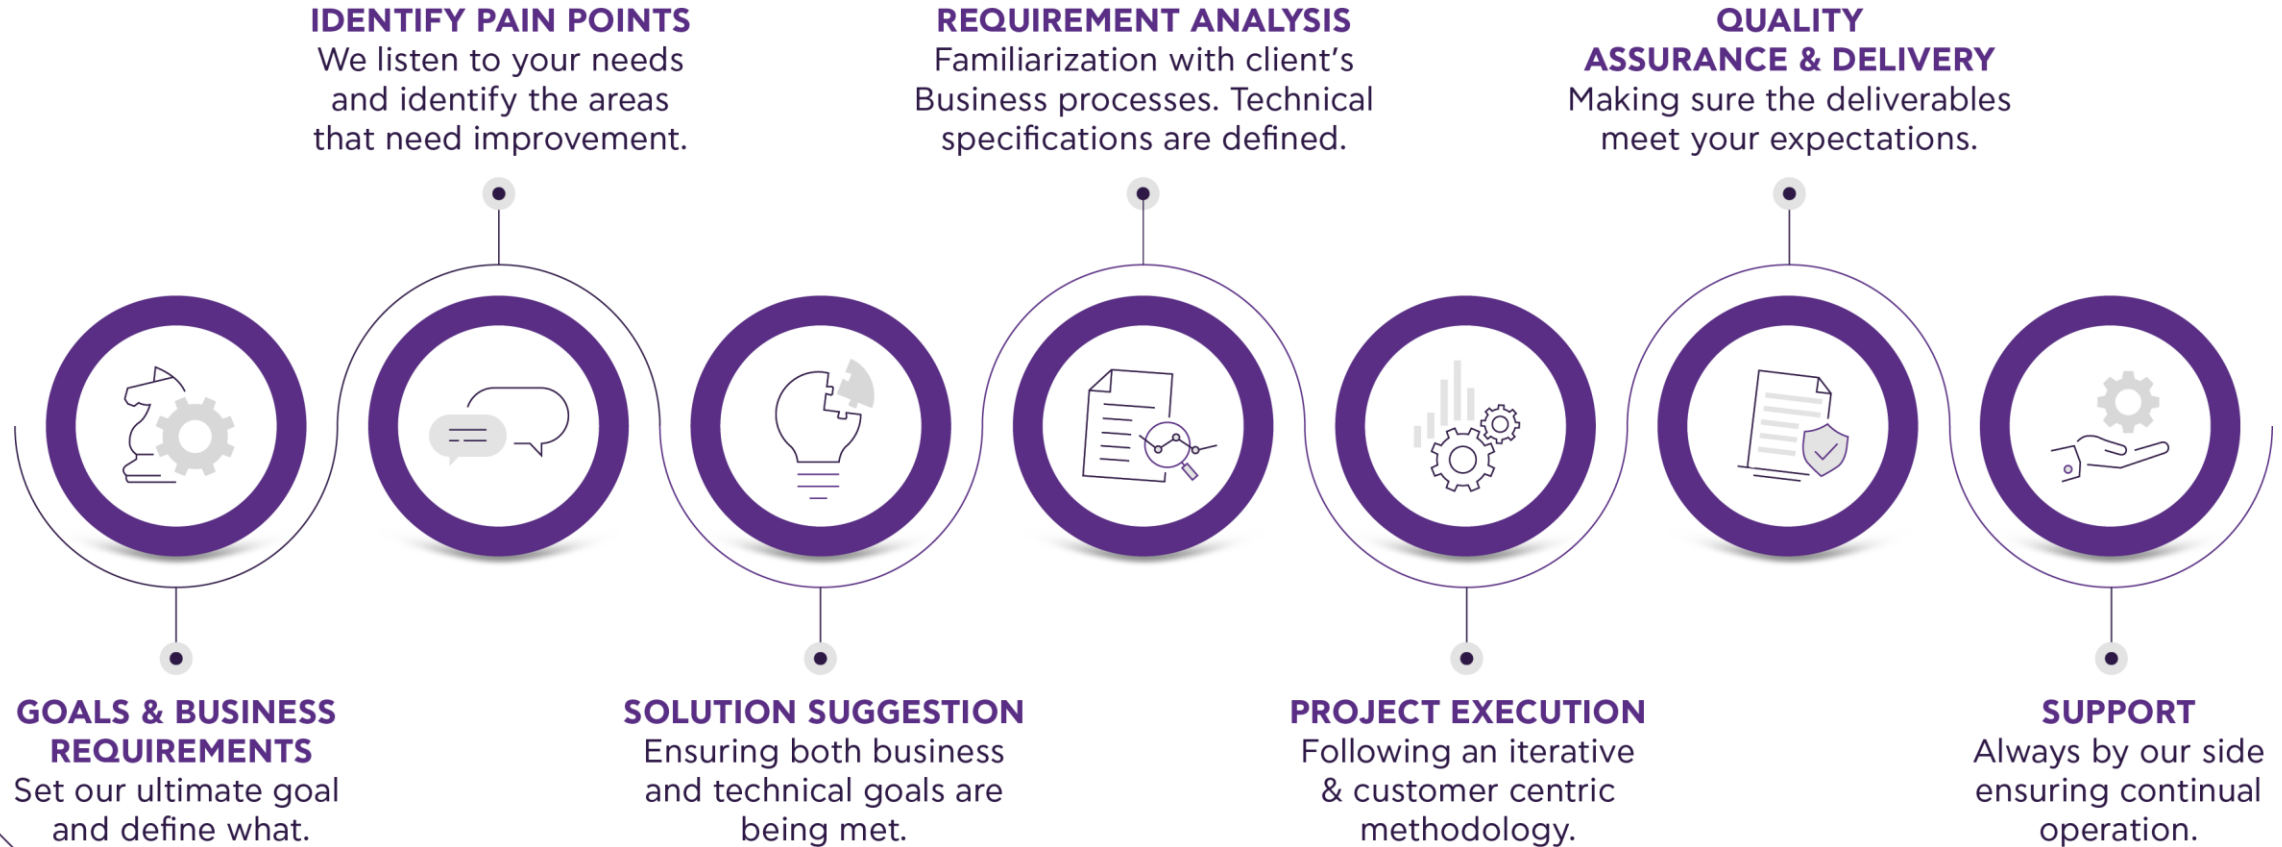 IDENTIFY PAIN POINTS
We listen to your needs
and identify the areas
that need improvement.
REQUIREMENT ANALYSIS
Familiarization with client's
Business processes. Technical
specifications are defined.
QUALITY
ASSURANCE & DELIVERY
Making sure the deliverables
meet your expectations.
GOALS & BUSINESS
REQUIREMENTS
Set our ultimate goal
and define what.
SOLUTION SUGGESTION
Ensuring both business
and technical goals are
being met.
PROJECT EXECUTION
Following an iterative
& customer centric
methodology.
SUPPORT
Always by our side
ensuring continual
operation.